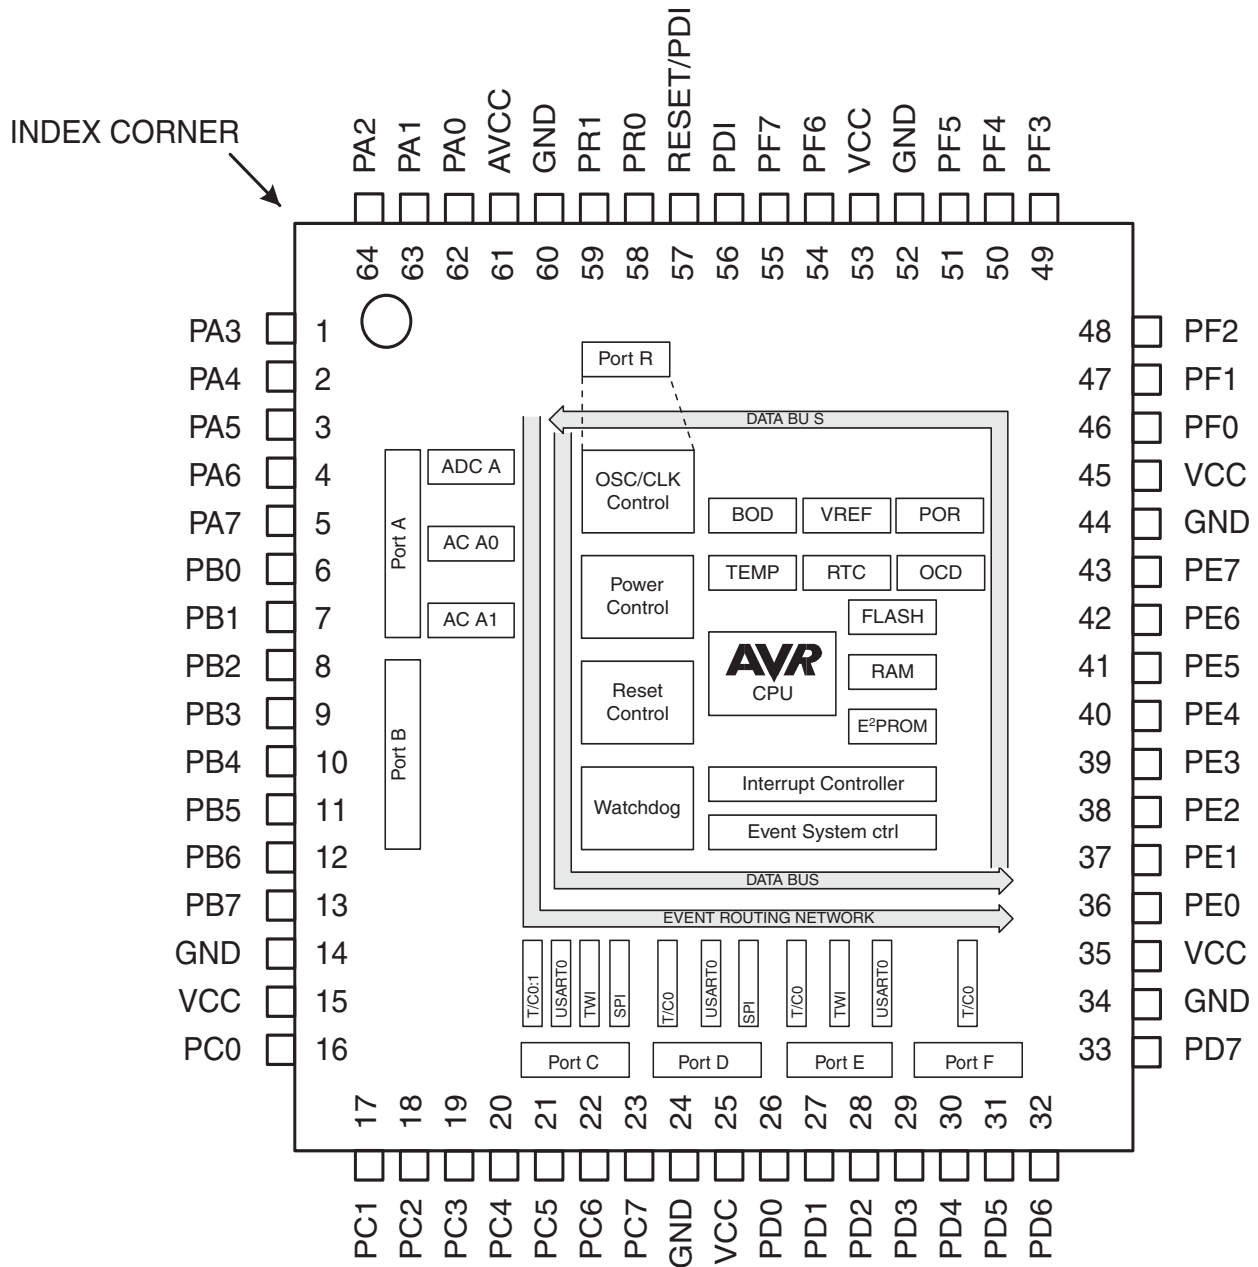 INDEX CORNER
PA2
PA1
PA0
AVCC
GND
PR1
PR0
RESET/PDI
PDI
PF7
PF6
VCC
GND
PF5
PF4
PF3
64
63
62
61
60
59
58
57
56
55
54
53
52
51
50
49
PA3 1
PA4 2
PA5 3
PA6 4
PA7 5
PB0 6
PB1 7
PB2 8
PB3 9
PB4 10
PB5 11
PB6 12
PB7 13
GND 14
VCC 15
PC0 16
48 PF2
47 PF1
46 PF0
45 VCC
44 GND
43 PE7
42 PE6
41 PE5
40 PE4
39 PE3
38 PE2
37 PE1
36 PE0
35 VCC
34 GND
33 PD7
Port R
DATA BU S
Port A
ADC A
AC A0
AC A1
Port B
OSC/CLK
Control
Power
Control
Reset
Control
Watchdog
BOD
VREF
POR
TEMP
RTC
OCD
FLASH
AVR
CPU
RAM
E²PROM
Interrupt Controller
Event System ctrl
DATA BUS
EVENT ROUTING NETWORK
T/C0:1
USART0
TWI
SPI
T/C0
USART0
SPI
T/C0
TWI
USART0
T/C0
Port C
Port D
Port E
Port F
17
18
19
20
21
22
23
24
25
26
27
28
29
30
31
32
PC1
PC2
PC3
PC4
PC5
PC6
PC7
GND
VCC
PD0
PD1
PD2
PD3
PD4
PD5
PD6